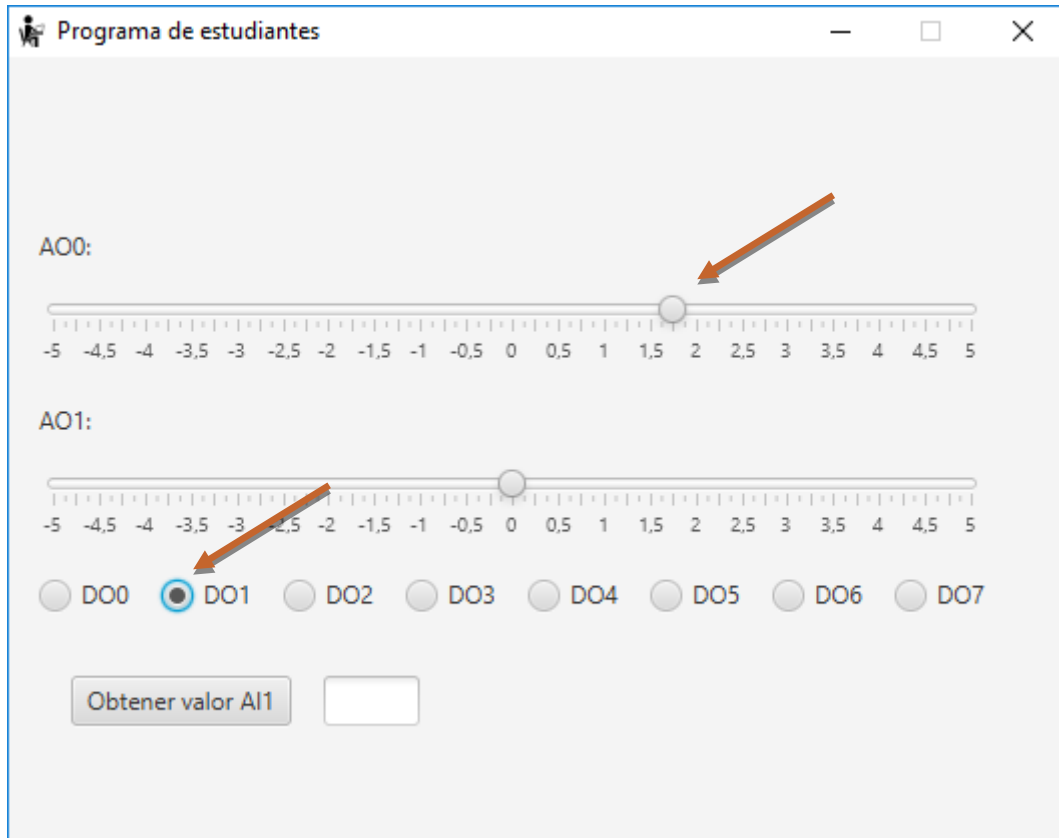 Programa de estudiantes
AO0:
-5 -4,5 -4 -3,5 -3 -2,5 -2 -1,5 -1 -0,5 0 0,5 1 1,5 2 2,5 3 3,5 4 4,5 5
AO1:
-5 -4,5 -4 -3,5 -3 -2,5 -2 -1,5 -1 -0,5 0 0,5 1 1,5 2 2,5 3 3,5 4 4,5 5
DO0 DO1 DO2 DO3 DO4 DO5 DO6 DO7
Obtener valor AI1